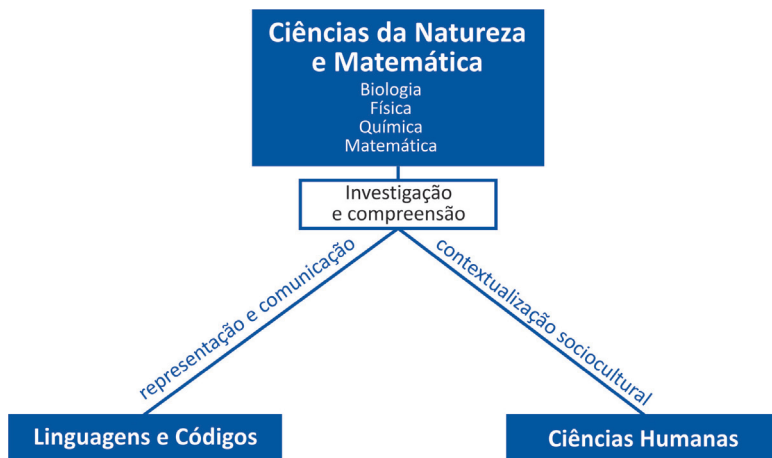 Ciências da Natureza
e Matemática
Biologia
Física
Química
Matemática
Investigação
e compreensão
representação e comunicação
contextualização sociocultural
Linguagens e Códigos
Ciências Humanas